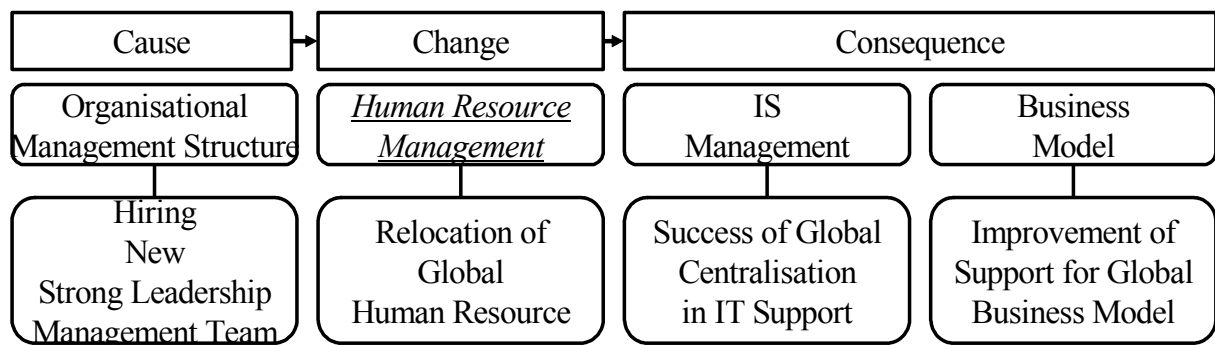 Cause
Change
Consequence
Organisational
Management Structure
Human Resource
Management
IS
Management
Business
Model
Hiring
New
Strong Leadership
Management Team
Relocation of
Global
Human Resource
Success of Global
Centralisation
in IT Support
Improvement of
Support for Global
Business Model